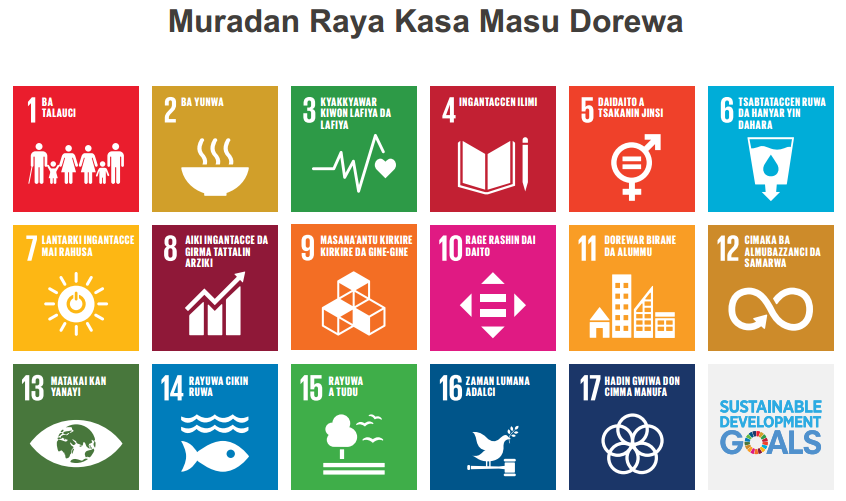 Muradan Raya Kasa Masu Dorewa
1 BA
TALAUCI
2 BA YUNWA
3 KYAKKYAWAR
KIWON LAFIYA DA
LAFIYA
4 INGANTACCEN ILIMI
5 DAIDAITO A
TSAKANIN JINSI
6 TSABTATACCEN RUWA
DA HANYAR YIN
DAHARA
7 LANTARKI INGANTACCE
MAI RAHUSA
8 AIKI INGANTACCE DA
GIRMA TATTALIN
ARZIKI
9 MASANA'ANTU KIRKIRE
KIRKIRE DA GINE-GINE
10 RAGE RASHIN DAI
DAITO
11 DOREWAR BIRANE
DA ALUMMU
12 CIMAKA BA
ALMUBAZZANCI DA
SAMARWA
13 MATAKAI KAN
YANAYI
14 RAYUWA CIKIN
RUWA
15 RAYUWA
A TUDU
16 ZAMAN LUMANA
ADALCI
17 HADIN GWIWA DON
CIMMA MANUFA
SUSTAINABLE
DEVELOPMENT
GOALS